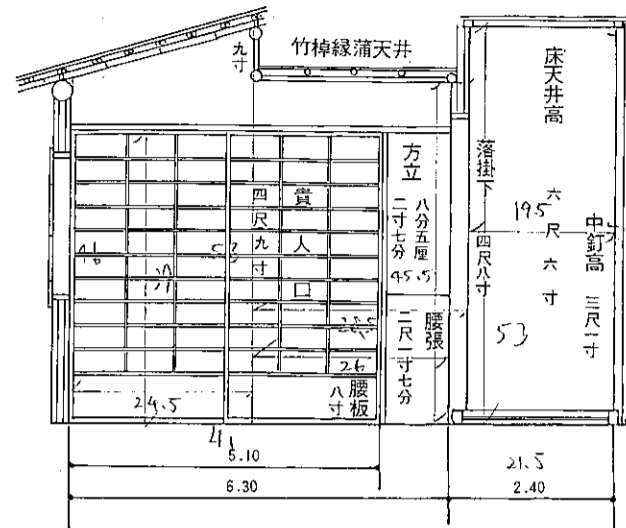 九寸
竹棹縁蒲天井
床天井高 六尺六寸
落掛下 四尺八寸
中釘高 三尺一寸
方立 八分五厘 二寸七分
貴人口
四尺九寸
腰張 二尺一寸七分
腰板 八寸
19.5
53
46
53
45.5
26
24.5
41
21.5
5.10
6.30
2.40